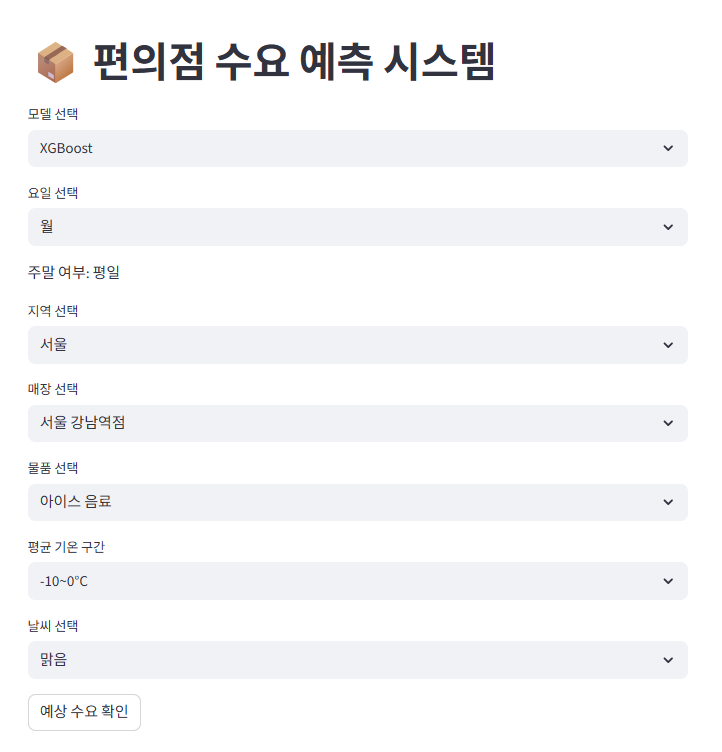 편의점 수요 예측 시스템
모델 선택
XGBoost
요일 선택
월
주말 여부: 평일
지역 선택
서울
매장 선택
서울 강남역점
물품 선택
아이스 음료
평균 기온 구간
-10~0°C
날씨 선택
맑음
예상 수요 확인